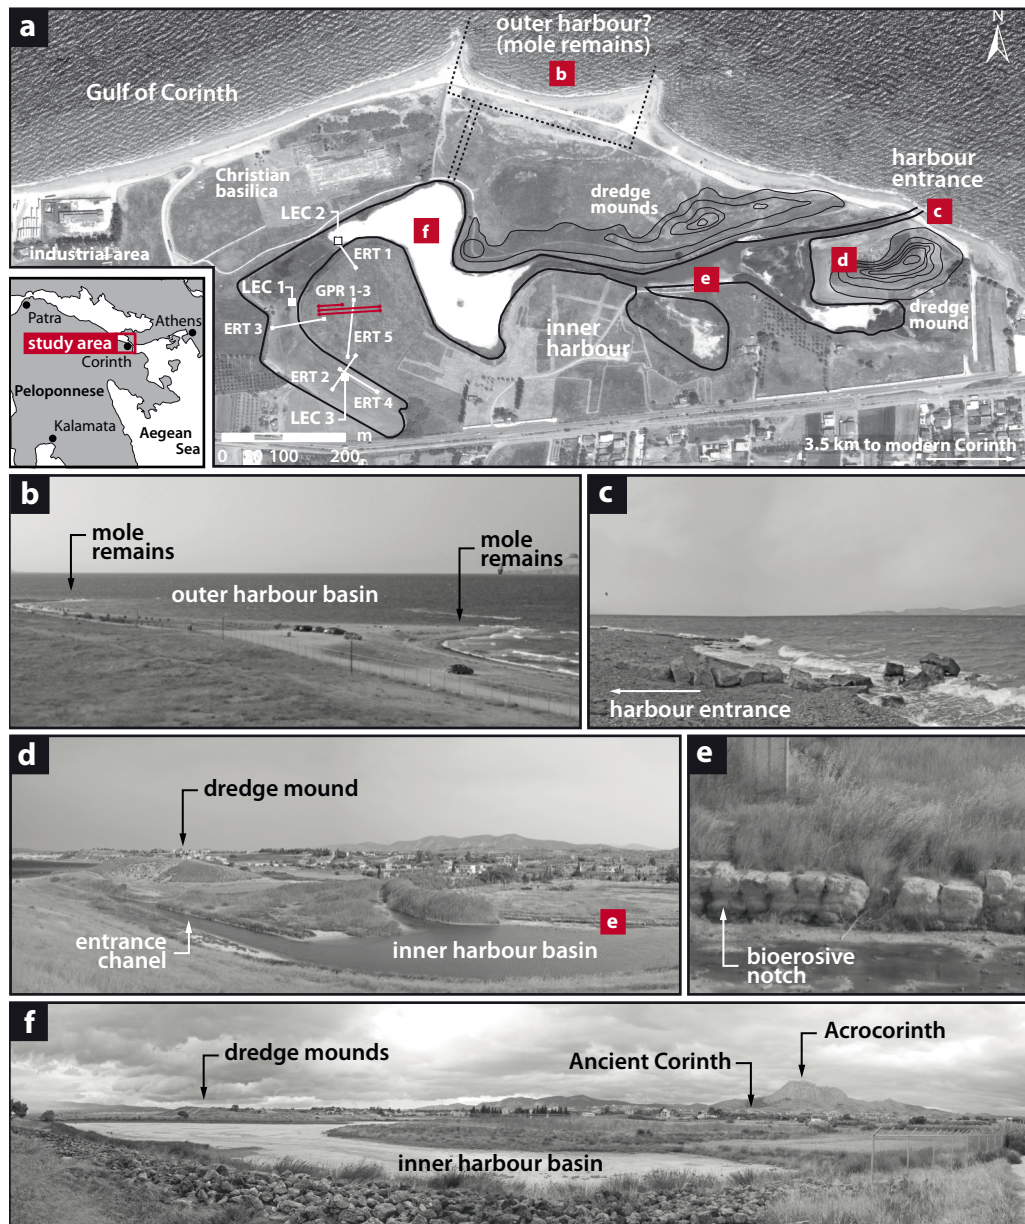 a
outer harbour?
(mole remains)
b
N
Gulf of Corinth
harbour
entrance
c
Christian
basilica
dredge
mounds
LEC 2
f
d
industrial area
ERT 1
e
LEC 1
GPR 1-3
dredge
mound
ERT 3
ERT 5
inner
harbour
Patra
Athens
study area
Corinth
ERT 2
ERT 4
Peloponnese
LEC 3
Kalamata
Aegean
Sea
m
0 50 100 200
3.5 km to modern Corinth
b
mole
remains
mole
remains
outer harbour basin
c
harbour entrance
d
dredge mound
entrance
chanel
inner harbour basin
e
e
bioerosive
notch
f
dredge mounds
Ancient Corinth
Acrocorinth
inner harbour basin